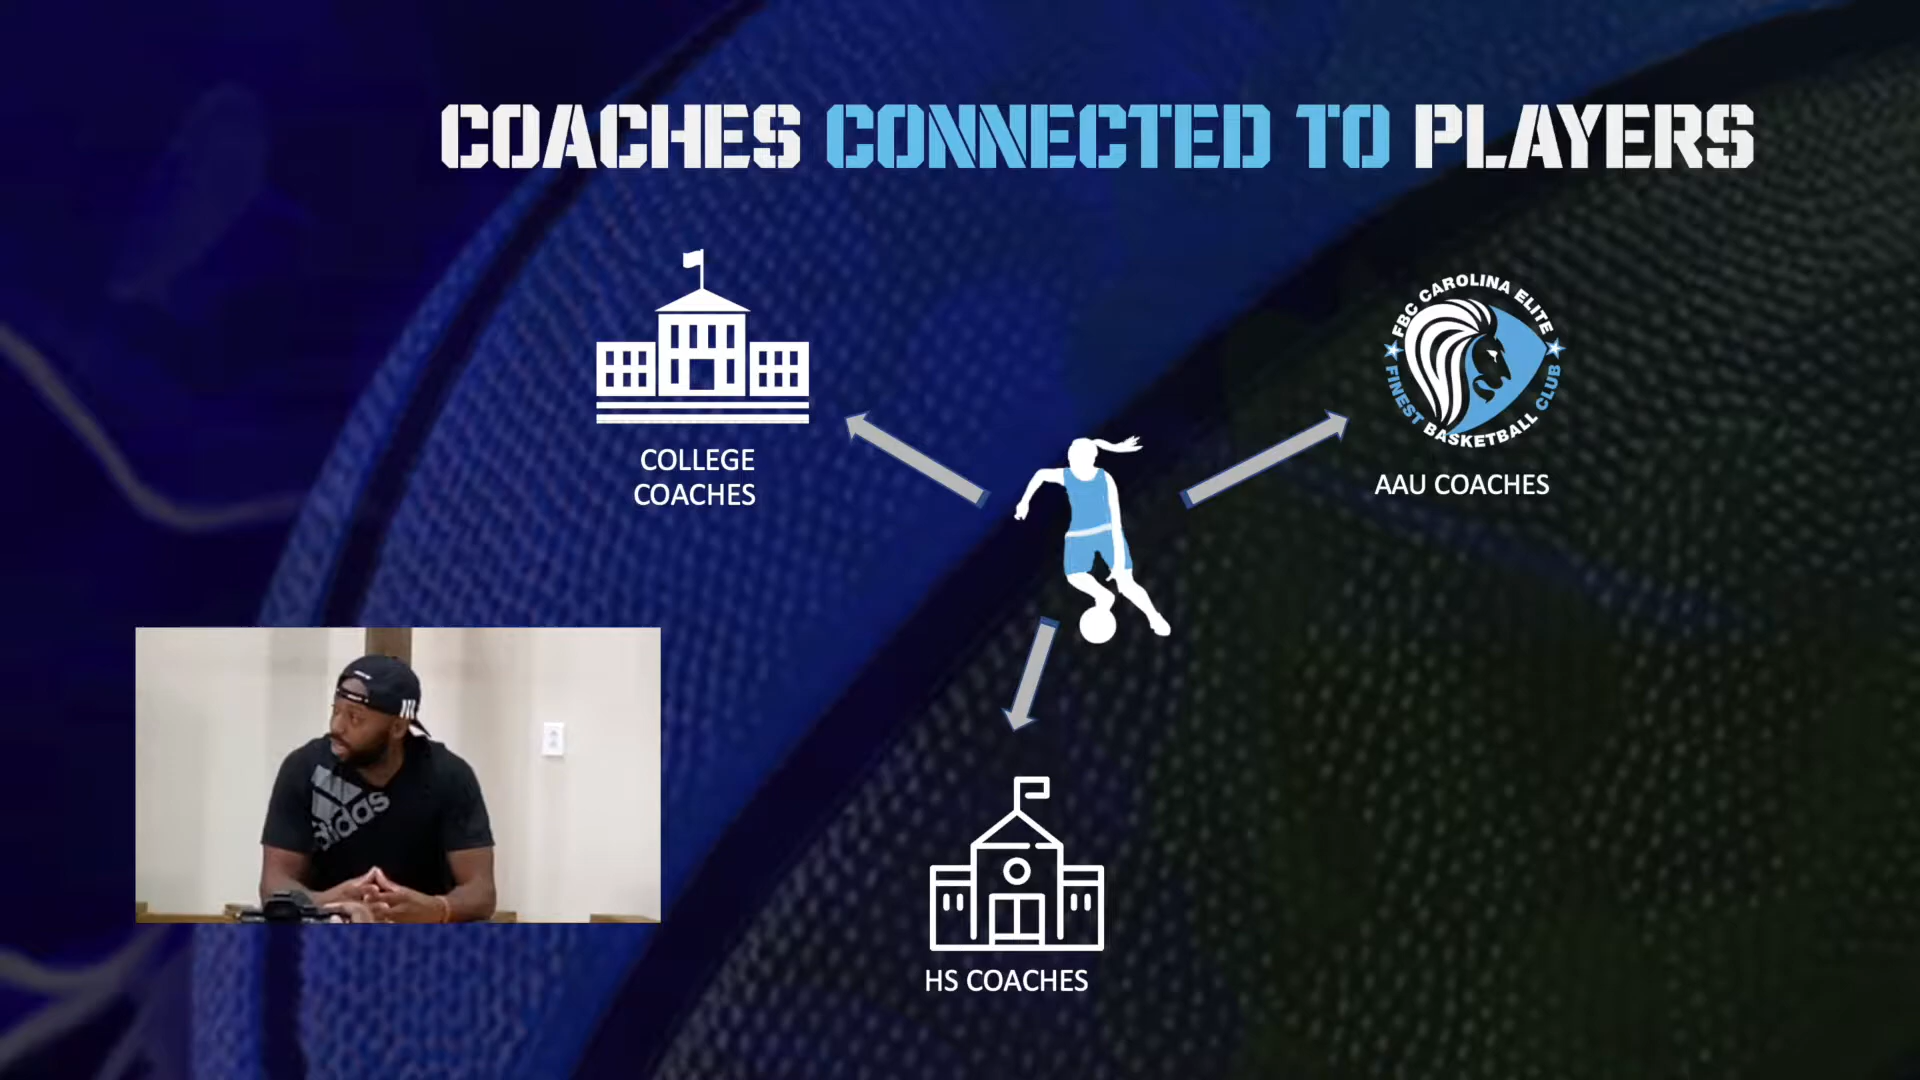 COACHES CONNECTED TO PLAYERS
FBC CAROLINA ELITE
FINEST BASKETBALL CLUB
COLLEGE
COACHES
AAU COACHES
adidas
HS COACHES